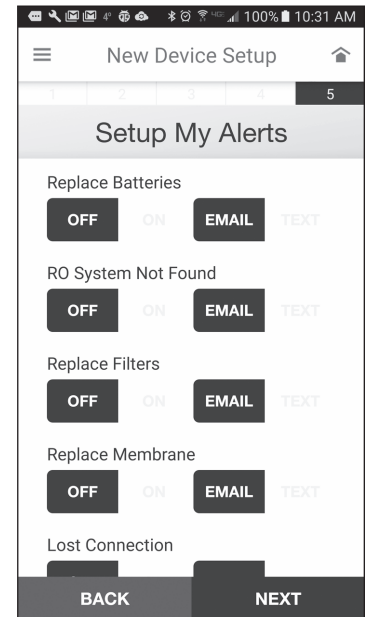 4° 4G 100% 10:31 AM
New Device Setup
1 2 3 4 5
Setup My Alerts
Replace Batteries
OFF ON EMAIL TEXT
RO System Not Found
OFF ON EMAIL TEXT
Replace Filters
OFF ON EMAIL TEXT
Replace Membrane
OFF ON EMAIL TEXT
Lost Connection
BACK NEXT